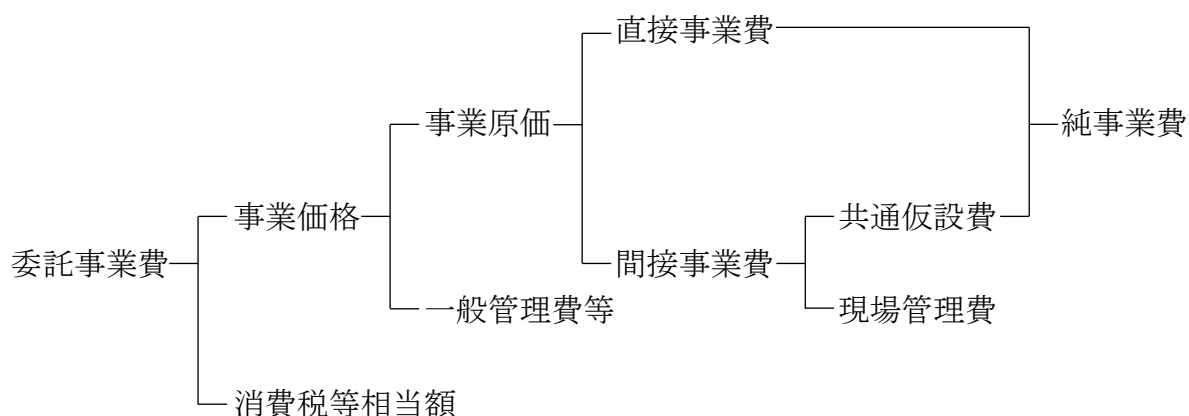 直接事業費
事業原価
純事業費
事業価格
共通仮設費
委託事業費
間接事業費
一般管理費等
現場管理費
消費税等相当額